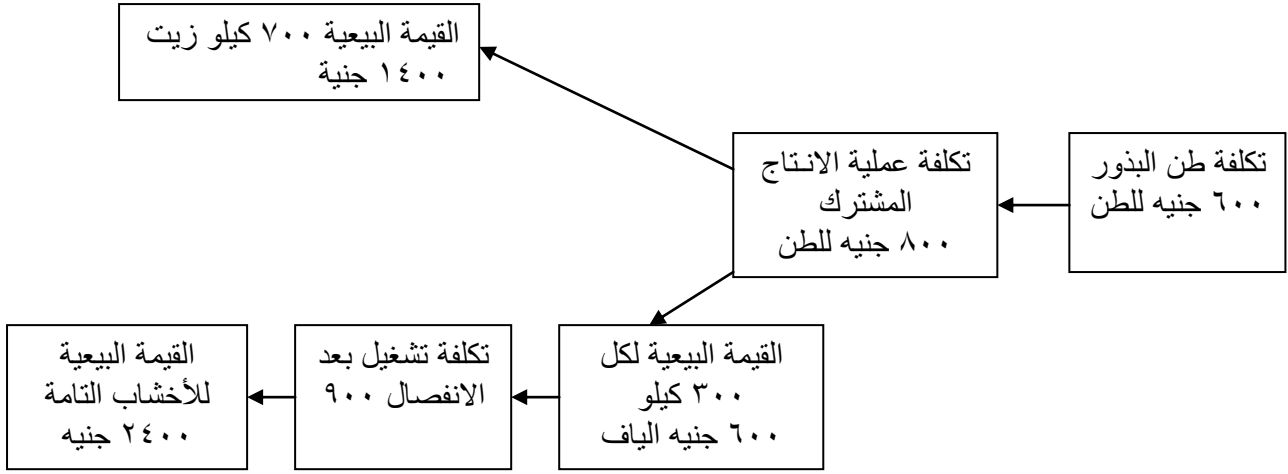 القيمة البيعية ٧٠٠ كيلو زيت
١٤٠٠ جنية
تكلفة طن البذور
٦٠٠ جنيه للطن
تكلفة عملية الانتاج
المشترك
٨٠٠ جنيه للطن
القيمة البيعية لكل
٣٠٠ كيلو
٦٠٠ جنيه الياف
تكلفة تشغيل بعد
الانفصال ٩٠٠
القيمة البيعية
للأخشاب التامة
٢٤٠٠ جنيه